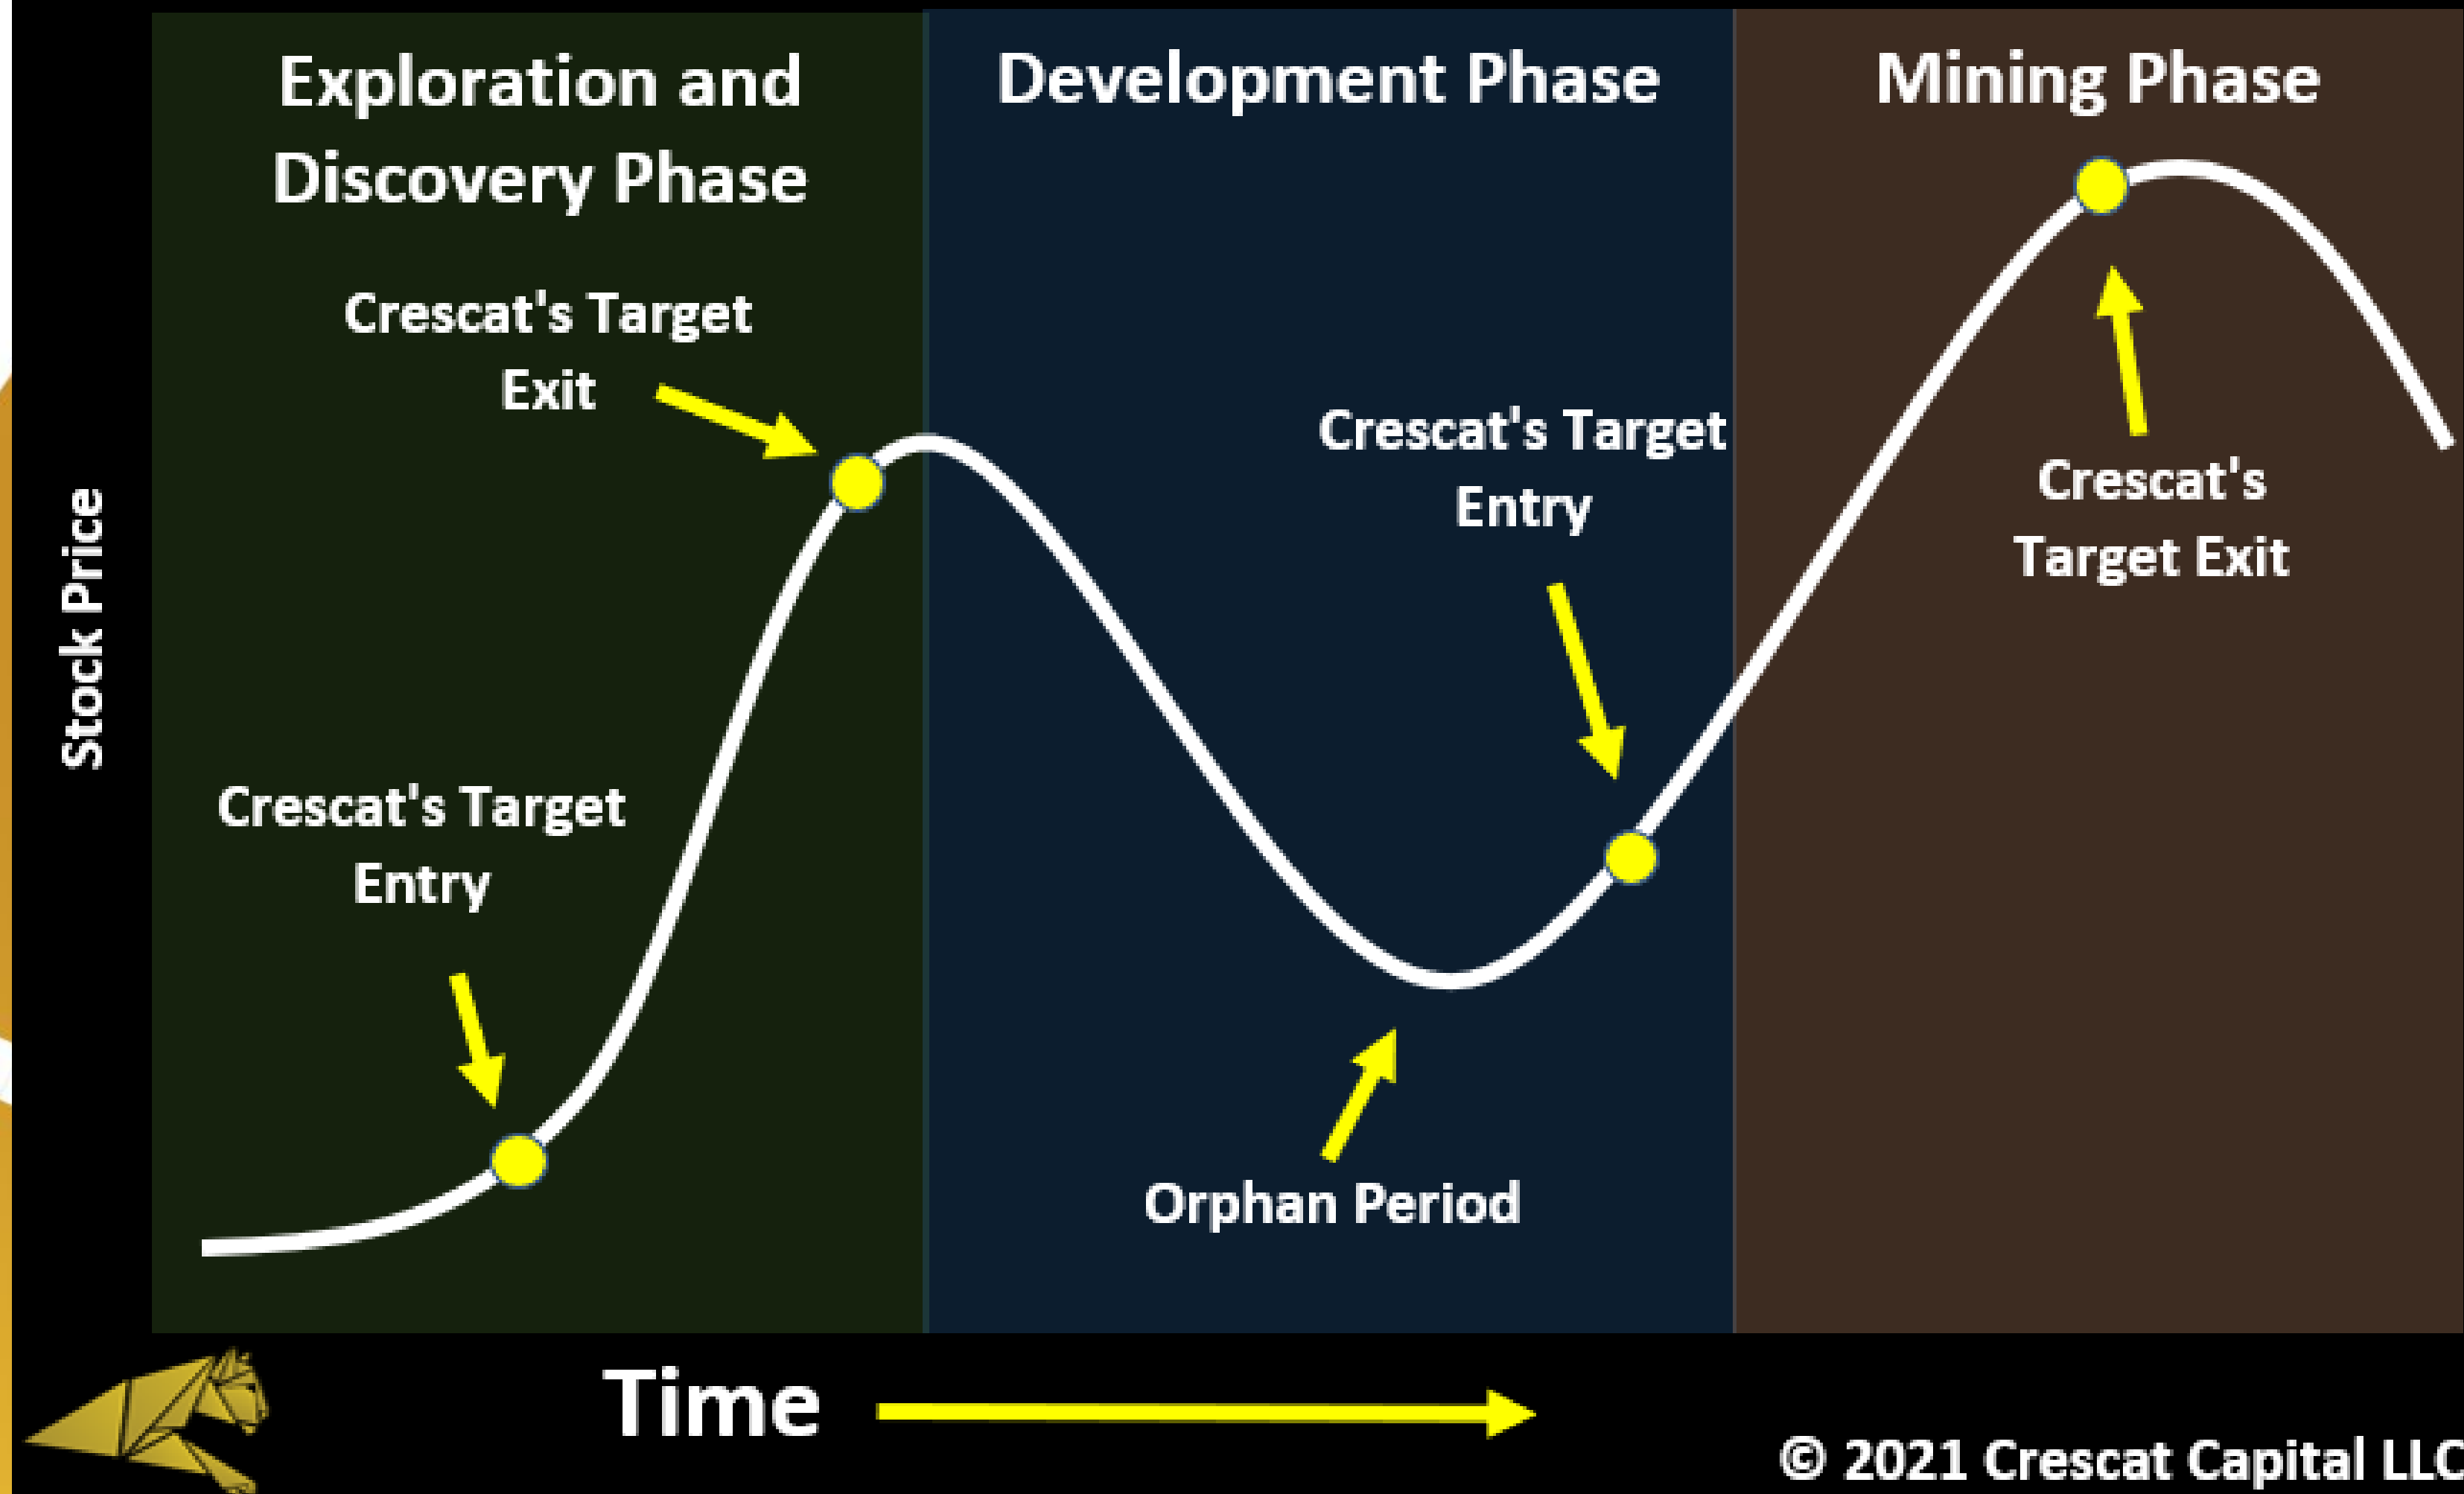 Exploration and
Discovery Phase
Development Phase
Mining Phase
Crescat's Target
Exit
Crescat's Target
Entry
Crescat's
Target Exit
Stock Price
Crescat's Target
Entry
Orphan Period
Time
© 2021 Crescat Capital LLC